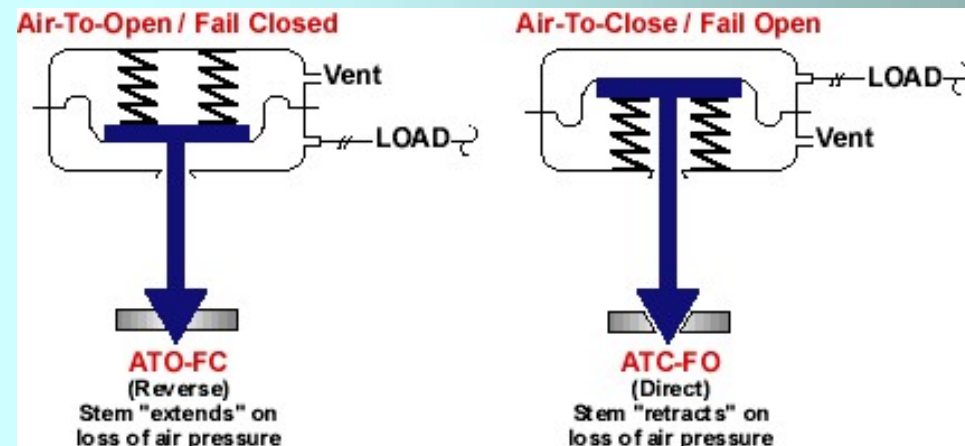 Air-To-Open / Fail Closed
Vent
LOAD
ATO-FC
(Reverse)
Stem "extends" on
loss of air pressure
Air-To-Close / Fail Open
LOAD
Vent
ATC-FO
(Direct)
Stem "retracts" on
loss of air pressure